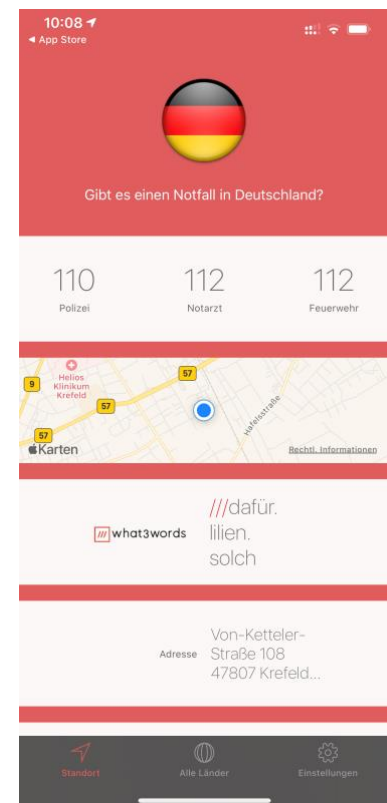 10:08
◀ App Store
Gibt es einen Notfall in Deutschland?
110
112
112
Polizei
Notarzt
Feuerwehr
Helios
Klinikum
Krefeld
57
9
57
57
Hafelsstraße
Karten
Rechtl. Informationen
what3words
///dafür.
lilien.
solch
Adresse
Von-Ketteler-
Straße 108
47807 Krefeld...
Standort
Alle Länder
Einstellungen